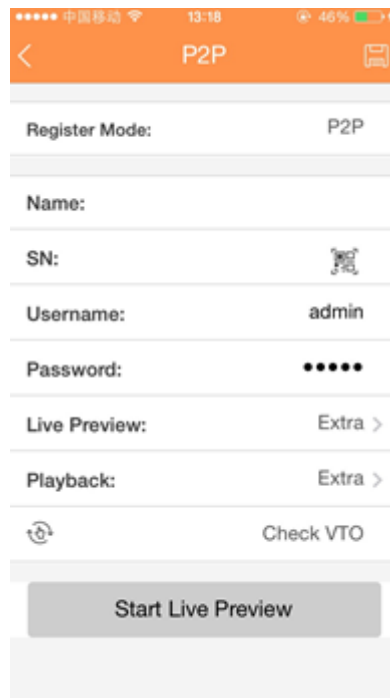 中国移动 13:18 46%
P2P
Register Mode: P2P
Name:
SN:
Username: admin
Password: •••••
Live Preview: Extra >
Playback: Extra >
Check VTO
Start Live Preview